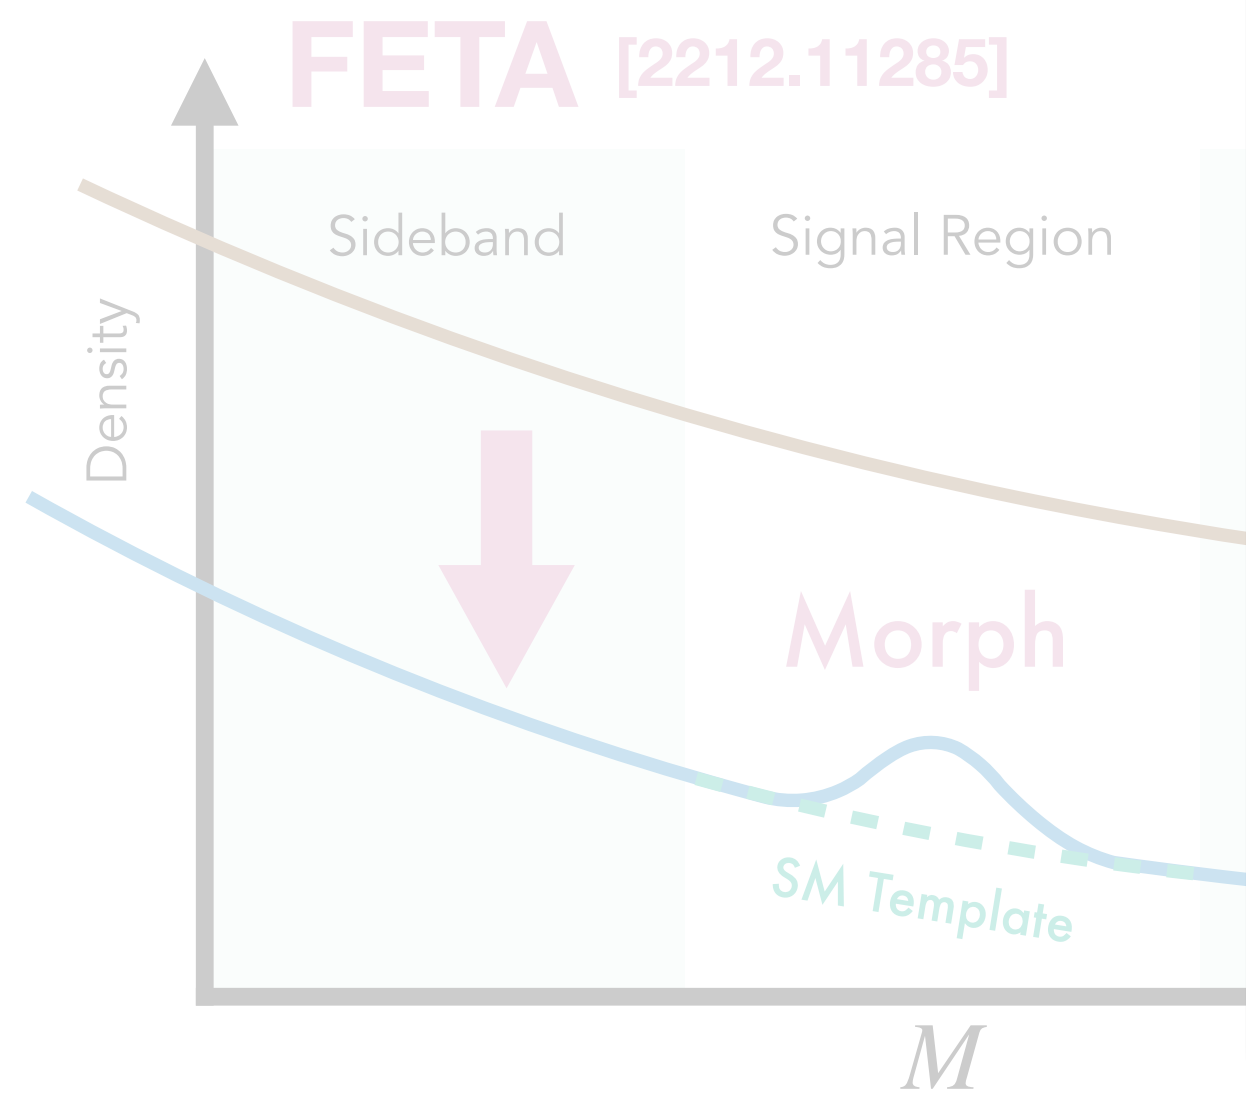 FETA [2212.11285]
Sideband
Signal Region
Density
Morph
SM Template
M